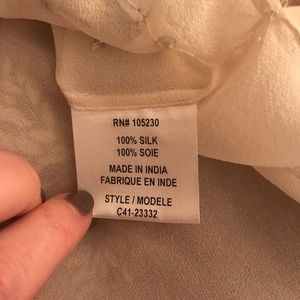 RN# 105230
100% SILK
100% SOIE
MADE IN INDIA
FABRIQUE EN INDE
STYLE / MODELE
C41-23332